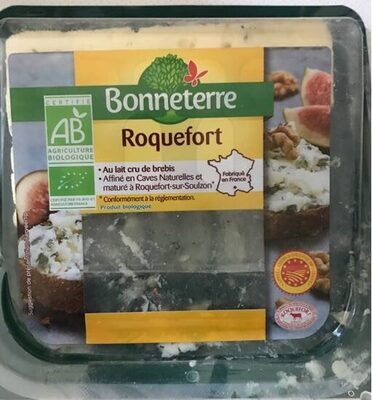 Bonneterre
CERTIFIÉ
AB
AGRICULTURE
BIOLOGIQUE
Roquefort
• Au lait cru de brebis
• Affiné en Caves Naturelles et
maturé à Roquefort-sur-Soulzon*
* Conformément à la réglementation.
Produit biologique
Fabriqué
en France
ROQUEFORT